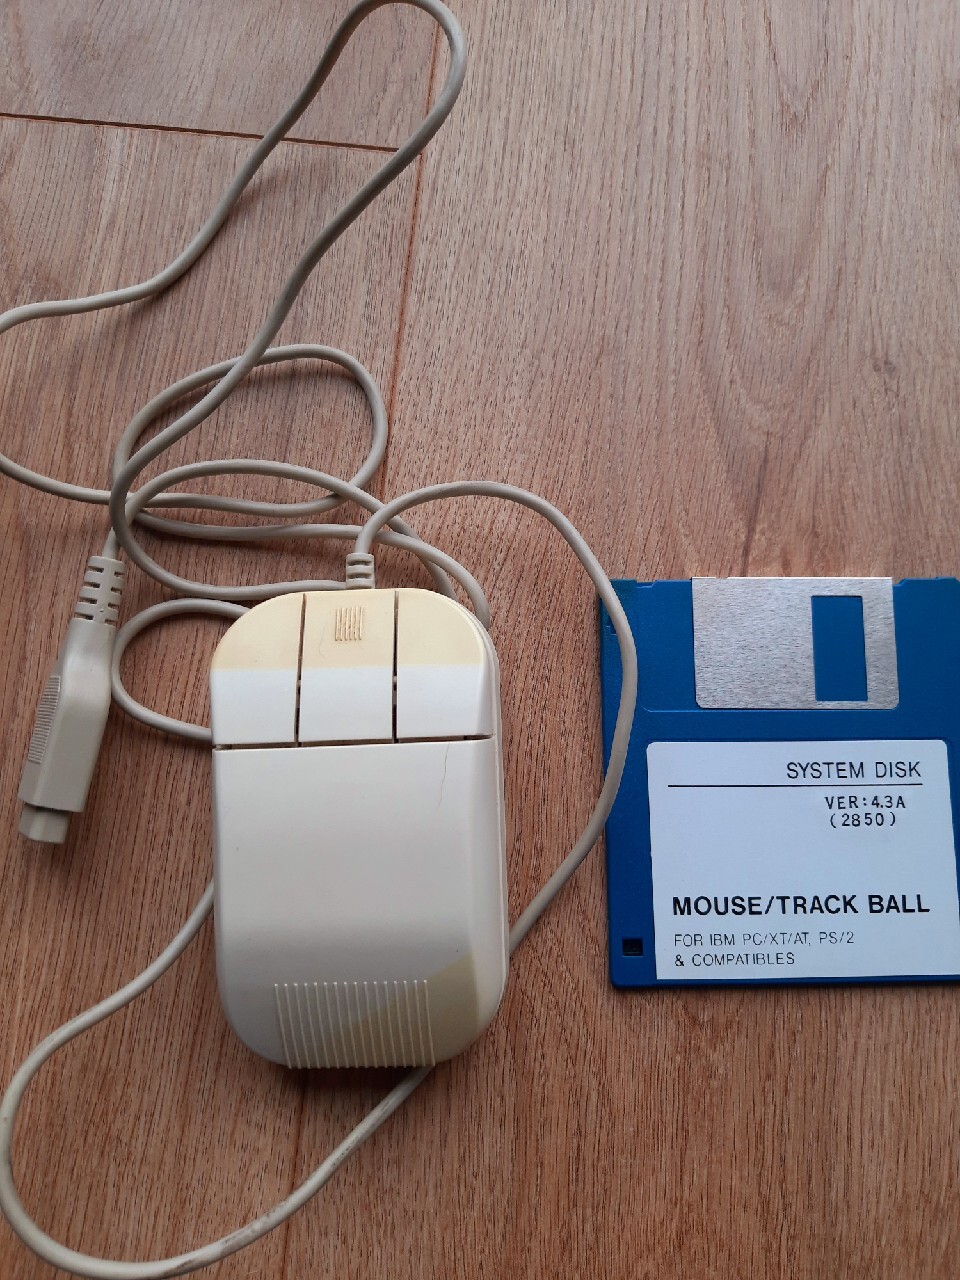 SYSTEM DISK
VER:4.3A
(2850)
MOUSE/TRACK BALL
FOR IBM PC/XT/AT, PS/2
& COMPATIBLES